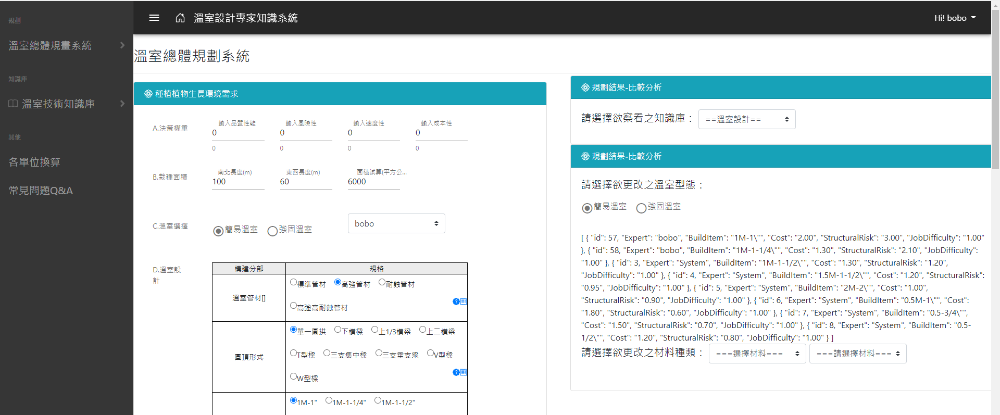 規劃
溫室總體規畫系統
知識庫
溫室技術知識庫
其他
各單位換算
常見問題Q&A
溫室設計專家知識系統
Hi! bobo
溫室總體規劃系統
種植植物生長環境需求
A.決策權重
輸入品質性能 輸入風險性 輸入速度性 輸入成本性
0 0 0 0
0 0 0 0
B.栽種面積
南北長度(m) 東西長度(m) 面積試算(平方公...
100 60 6000
C.溫室選擇
簡易溫室 強固溫室 bobo
D.溫室設
計
構建分部 規格
溫室管材[]
標準管材 高強管材 耐蝕管材
高強高耐蝕管材
圓頂形式
單一圓拱 下橫樑 上1/3橫梁 上二橫梁
T型樑 三支集中樑 三支垂支梁 V型樑
W型樑
1M-1" 1M-1-1/4" 1M-1-1/2"
規劃結果-比較分析
請選擇欲察看之知識庫： ==溫室設計==
規劃結果-比較分析
請選擇欲更改之溫室型態：
簡易溫室 強固溫室
[ { "id": 57, "Expert": "bobo", "BuildItem": "1M-1\"", "Cost": "2.00", "StructuralRisk": "3.00", "JobDifficulty": "1.00"
}, { "id": 58, "Expert": "bobo", "BuildItem": "1M-1-1/4\"", "Cost": "1.30", "StructuralRisk": "2.10", "JobDifficulty":
"1.00" }, { "id": 3, "Expert": "System", "BuildItem": "1M-1-1/2\"", "Cost": "1.30", "StructuralRisk": "1.20",
"JobDifficulty": "1.00" }, { "id": 4, "Expert": "System", "BuildItem": "1.5M-1-1/2\"", "Cost": "1.20", "StructuralRisk":
"0.95", "JobDifficulty": "1.00" }, { "id": 5, "Expert": "System", "BuildItem": "2M-2\"", "Cost": "1.00",
"StructuralRisk": "0.90", "JobDifficulty": "1.00" }, { "id": 6, "Expert": "System", "BuildItem": "0.5M-1\"", "Cost":
"1.80", "StructuralRisk": "0.60", "JobDifficulty": "1.00" }, { "id": 7, "Expert": "System", "BuildItem": "0.5-3/4\"",
"Cost": "1.50", "StructuralRisk": "0.70", "JobDifficulty": "1.00" }, { "id": 8, "Expert": "System", "BuildItem": "0.5-
1/2\"", "Cost": "1.20", "StructuralRisk": "0.80", "JobDifficulty": "1.00" } ]
請選擇欲更改之材料種類： ===選擇材料=== ===請選擇材料===